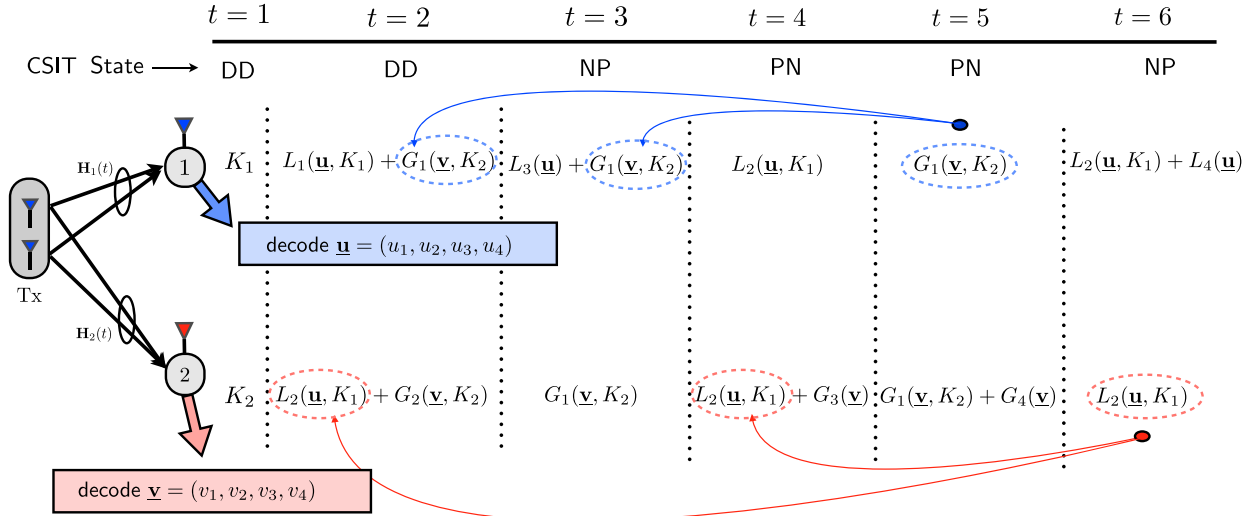 t = 1 t = 2 t = 3 t = 4 t = 5 t = 6
CSIT State DD DD NP PN PN NP
H₁(t)
1
K₁ L₁(u, K₁) + G₁(v, K₂) L₃(u) + G₁(v, K₂) L₂(u, K₁) G₁(v, K₂) L₂(u, K₁) + L₄(u)
decode u = (u₁, u₂, u₃, u₄)
Tx
H₂(t)
2
K₂ L₂(u, K₁) + G₂(v, K₂) G₁(v, K₂) L₂(u, K₁) + G₃(v) G₁(v, K₂) + G₄(v) L₂(u, K₁)
decode v = (v₁, v₂, v₃, v₄)